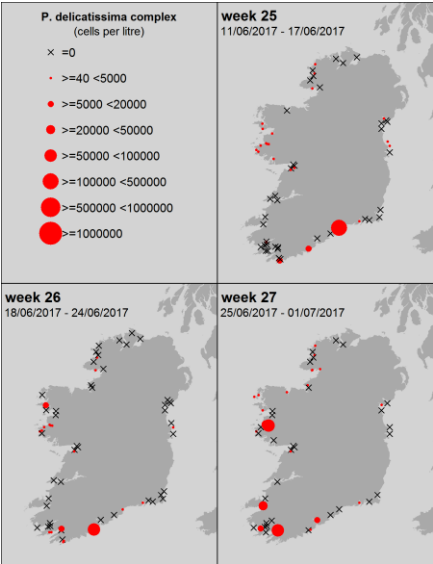 P. delicatissima complex
(cells per litre)
=0
>=40 <5000
>=5000 <20000
>=20000 <50000
>=50000 <100000
>=100000 <500000
>=500000 <1000000
>=1000000
week 25
11/06/2017 - 17/06/2017
week 26
18/06/2017 - 24/06/2017
week 27
25/06/2017 - 01/07/2017